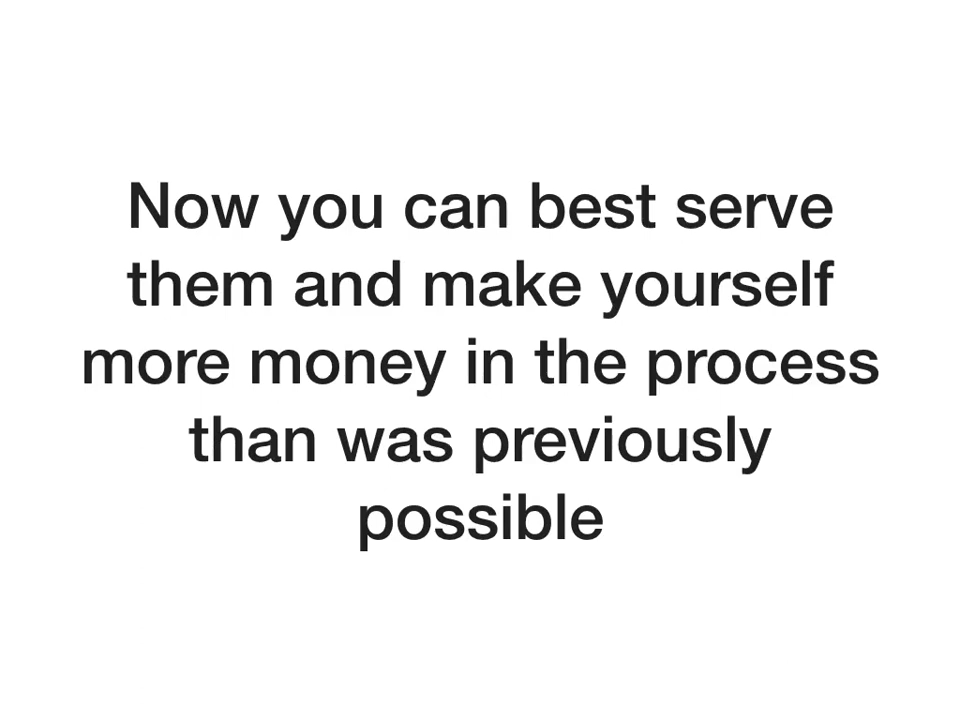 Now you can best serve
them and make yourself
more money in the process
than was previously
possible